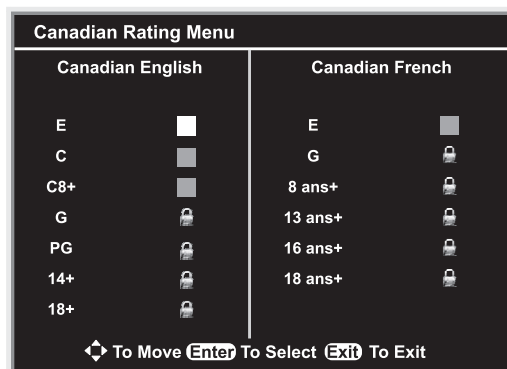 Canadian Rating Menu
Canadian English
E
C
C8+
G
PG
14+
18+
Canadian French
E
G
8 ans+
13 ans+
16 ans+
18 ans+
To Move Enter To Select Exit To Exit